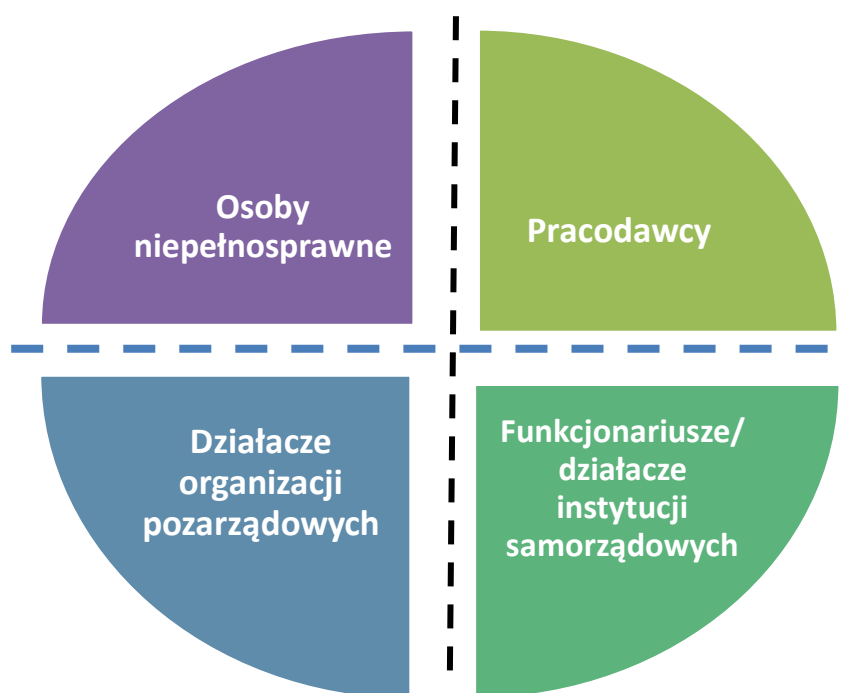 Osoby
niepełnosprawne
Pracodawcy
Działacze
organizacji
pozarządowych
Funkcjonariusze/
działacze
instytucji
samorządowych